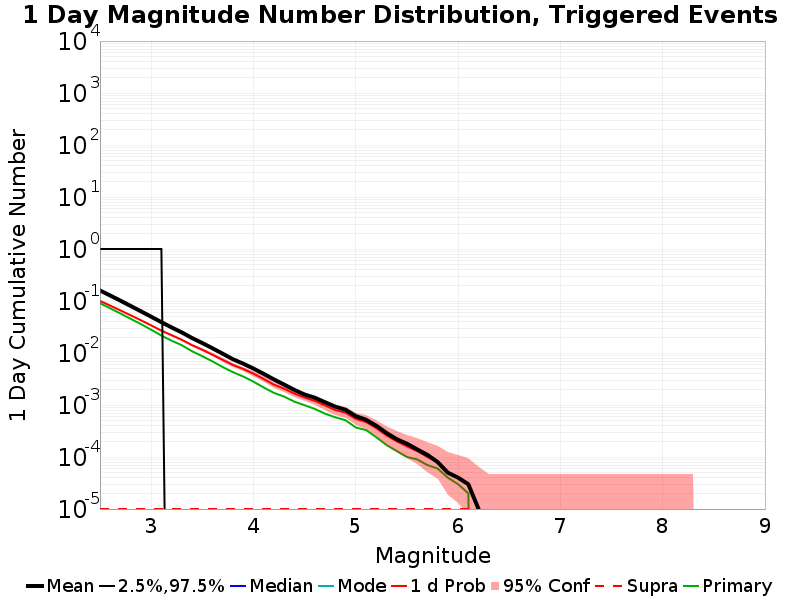 1 Day Magnitude Number Distribution, Triggered Events
1 Day Cumulative Number
10^4
10^3
10^2
10^1
10^0
10^-1
10^-2
10^-3
10^-4
10^-5
3 4 5 6 7 8 9
Magnitude
Mean 2.5%,97.5% Median Mode 1 d Prob 95% Conf Supra Primary